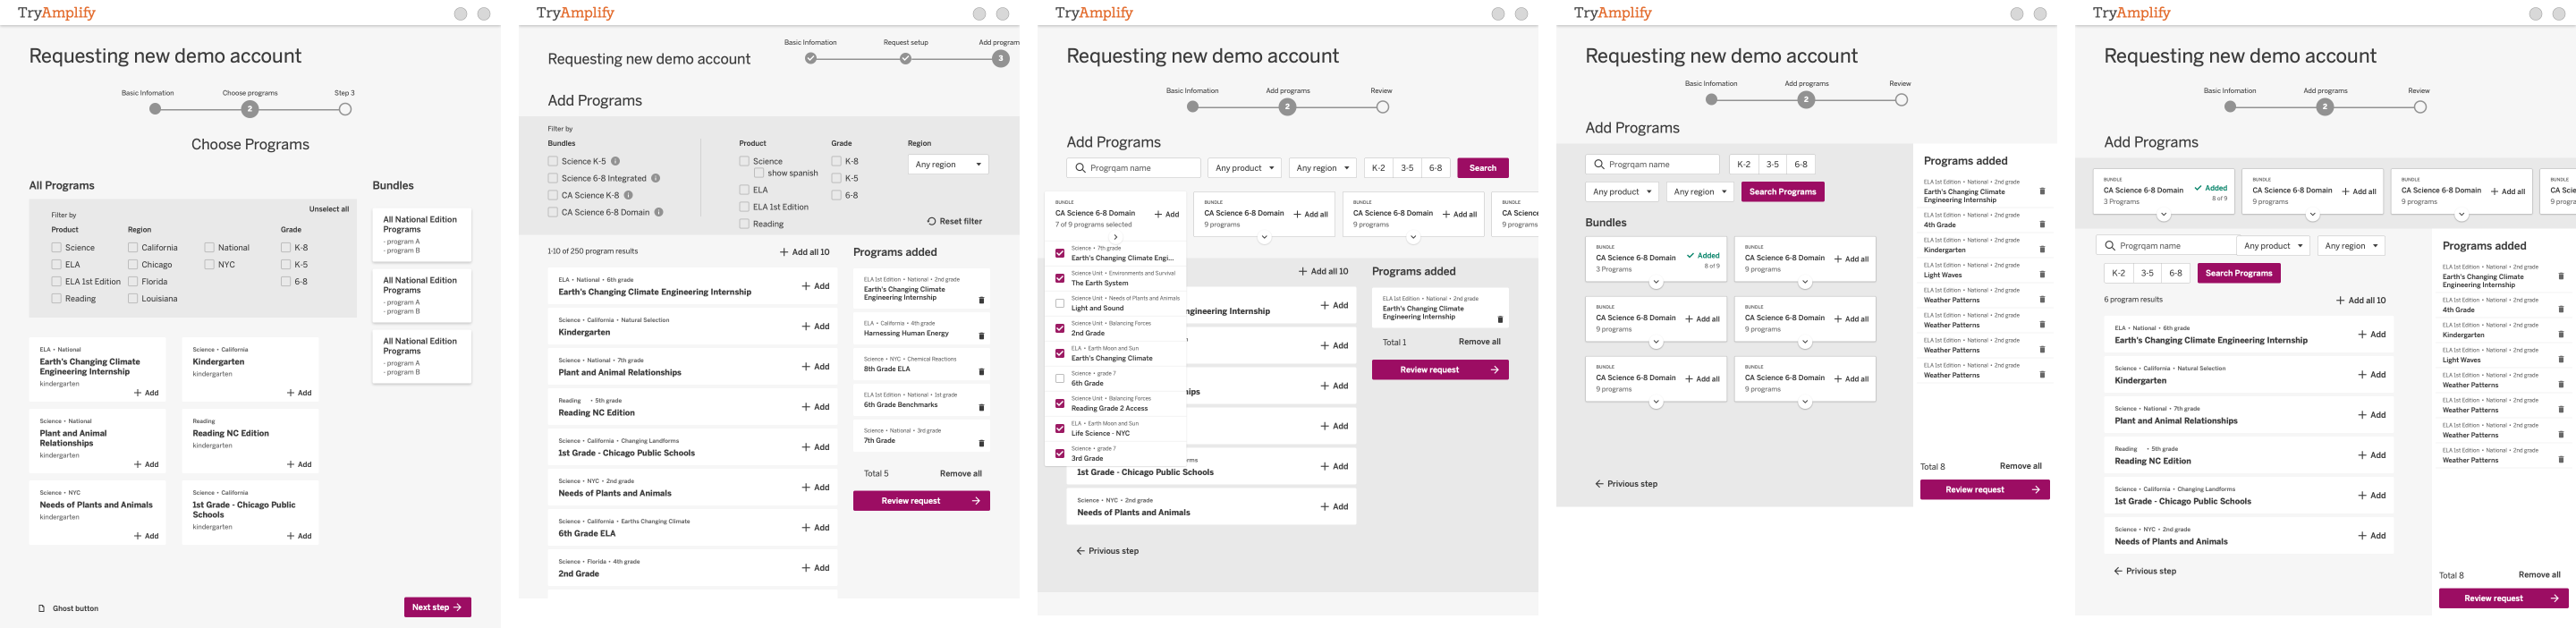 TryAmplify
Requesting new demo account
Basic Infomation
Choose programs
Step 3
2
Choose Programs
All Programs
Filter by
Unselect all
Product
Region
Grade
Science
California
National
K-8
ELA
Chicago
NYC
K-5
ELA 1st Edition
Florida
6-8
Reading
Louisiana
ELA • National
Earth's Changing Climate
Engineering Internship
kindergarten
+ Add
Science • California
Kindergarten
kindergarten
+ Add
Science • National
Plant and Animal
Relationships
kindergarten
+ Add
Reading
Reading NC Edition
kindergarten
+ Add
Science • NYC
Needs of Plants and Animals
kindergarten
+ Add
Science • California
1st Grade - Chicago Public
Schools
kindergarten
+ Add
Bundles
All National Edition
Programs
- program A
- program B
All National Edition
Programs
- program A
- program B
All National Edition
Programs
- program A
- program B
Ghost button
Next step →
TryAmplify
Requesting new demo account
Basic Infomation
Request setup
Add program
3
Add Programs
Filter by
Bundles
Science K-5
Science 6-8 Integrated
CA Science K-8
CA Science 6-8 Domain
Product
Science
show spanish
ELA
ELA 1st Edition
Reading
Grade
K-8
K-5
6-8
Region
Any region
Reset filter
1-10 of 250 program results
+ Add all 10
ELA • National • 6th grade
Earth's Changing Climate Engineering Internship
+ Add
Science • California • Natural Selection
Kindergarten
+ Add
Science • National • 7th grade
Plant and Animal Relationships
+ Add
Reading • 5th grade
Reading NC Edition
+ Add
Science • California • Changing Landforms
1st Grade - Chicago Public Schools
+ Add
Science • NYC • 2nd grade
Needs of Plants and Animals
+ Add
Science • California • Earths Changing Climate
6th Grade ELA
+ Add
Science • Florida • 4th grade
2nd Grade
+ Add
Programs added
ELA 1st Edition • National • 2nd grade
Earth's Changing Climate
Engineering Internship
ELA • California • 4th grade
Harnessing Human Energy
Science • NYC • Chemical Reactions
8th Grade ELA
ELA 1st Edition • National • 1st grade
6th Grade Benchmarks
Science • National • 3rd grade
7th Grade
Total 5
Remove all
Review request →
TryAmplify
Requesting new demo account
Basic Infomation
Add programs
Review
2
Add Programs
Progrqam name
Any product
Any region
K-2
3-5
6-8
Search
BUNDLE
CA Science 6-8 Domain
7 of 9 programs selected
+ Add
BUNDLE
CA Science 6-8 Domain
9 programs
+ Add all
BUNDLE
CA Science 6-8 Domain
9 programs
+ Add all
BUNDLE
CA Science
9 programs
Science • 7th grade
Earth's Changing Climate Engi...
Science Unit • Environments and Survival
The Earth System
Science Unit • Needs of Plants and Animals
Light and Sound
Science Unit • Balancing Forces
2nd Grade
ELA • Earth Moon and Sun
Earth's Changing Climate
Science • grade 7
6th Grade
Science Unit • Balancing Forces
Reading Grade 2 Access
ELA • Earth Moon and Sun
Life Science - NYC
Science • grade 7
3rd Grade
+ Add all 10
ngineering Internship
+ Add
+ Add
ips
+ Add
+ Add
rms
1st Grade - Chicago Public Schools
+ Add
Science • NYC • 2nd grade
Needs of Plants and Animals
+ Add
Programs added
ELA 1st Edition • National • 2nd grade
Earth's Changing Climate
Engineering Internship
Total 1
Remove all
Review request →
← Privious step
TryAmplify
Requesting new demo account
Basic Infomation
Add programs
Review
2
Add Programs
Progrqam name
K-2
3-5
6-8
Any product
Any region
Search Programs
Bundles
BUNDLE
CA Science 6-8 Domain
3 Programs
Added
8 of 9
BUNDLE
CA Science 6-8 Domain
9 programs
+ Add all
BUNDLE
CA Science 6-8 Domain
9 programs
+ Add all
BUNDLE
CA Science 6-8 Domain
9 programs
+ Add all
BUNDLE
CA Science 6-8 Domain
9 programs
+ Add all
BUNDLE
CA Science 6-8 Domain
9 programs
+ Add all
← Privious step
Programs added
ELA 1st Edition • National • 2nd grade
Earth's Changing Climate
Engineering Internship
ELA 1st Edition • National • 2nd grade
4th Grade
ELA 1st Edition • National • 2nd grade
Kindergarten
ELA 1st Edition • National • 2nd grade
Light Waves
ELA 1st Edition • National • 2nd grade
Weather Patterns
ELA 1st Edition • National • 2nd grade
Weather Patterns
ELA 1st Edition • National • 2nd grade
Weather Patterns
ELA 1st Edition • National • 2nd grade
Weather Patterns
Total 8
Remove all
Review request →
TryAmplify
Requesting new demo account
Basic Infomation
Add programs
Review
2
Add Programs
BUNDLE
CA Science 6-8 Domain
3 Programs
Added
8 of 9
BUNDLE
CA Science 6-8 Domain
9 programs
+ Add all
BUNDLE
CA Science 6-8 Domain
9 programs
+ Add all
BUNDLE
CA Scie
9 progra
Progrqam name
Any product
Any region
K-2
3-5
6-8
Search Programs
6 program results
+ Add all 10
ELA • National • 6th grade
Earth's Changing Climate Engineering Internship
+ Add
Science • California • Natural Selection
Kindergarten
+ Add
Science • National • 7th grade
Plant and Animal Relationships
+ Add
Reading • 5th grade
Reading NC Edition
+ Add
Science • California • Changing Landforms
1st Grade - Chicago Public Schools
+ Add
Science • NYC • 2nd grade
Needs of Plants and Animals
+ Add
← Privious step
Programs added
ELA 1st Edition • National • 2nd grade
Earth's Changing Climate
Engineering Internship
ELA 1st Edition • National • 2nd grade
4th Grade
ELA 1st Edition • National • 2nd grade
Kindergarten
ELA 1st Edition • National • 2nd grade
Light Waves
ELA 1st Edition • National • 2nd grade
Weather Patterns
ELA 1st Edition • National • 2nd grade
Weather Patterns
ELA 1st Edition • National • 2nd grade
Weather Patterns
ELA 1st Edition • National • 2nd grade
Weather Patterns
Total 8
Remove all
Review request →